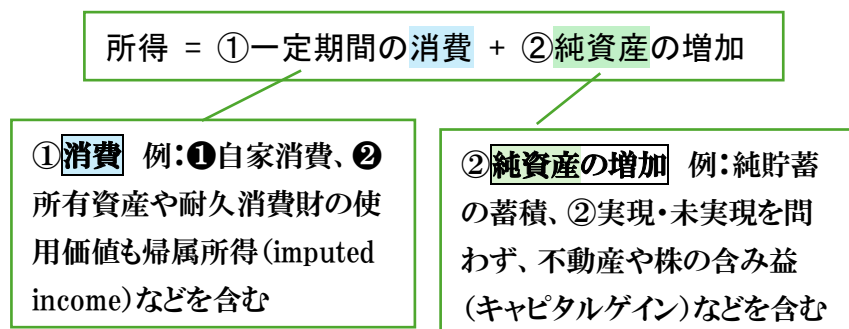 所得 = ①一定期間の消費 + ②純資産の増加
①消費 例:❶自家消費、❷
所有資産や耐久消費財の使
用価値も帰属所得(imputed
income)などを含む
②純資産の増加 例:純貯蓄
の蓄積、②実現・未実現を問
わず、不動産や株の含み益
(キャピタルゲイン)などを含む